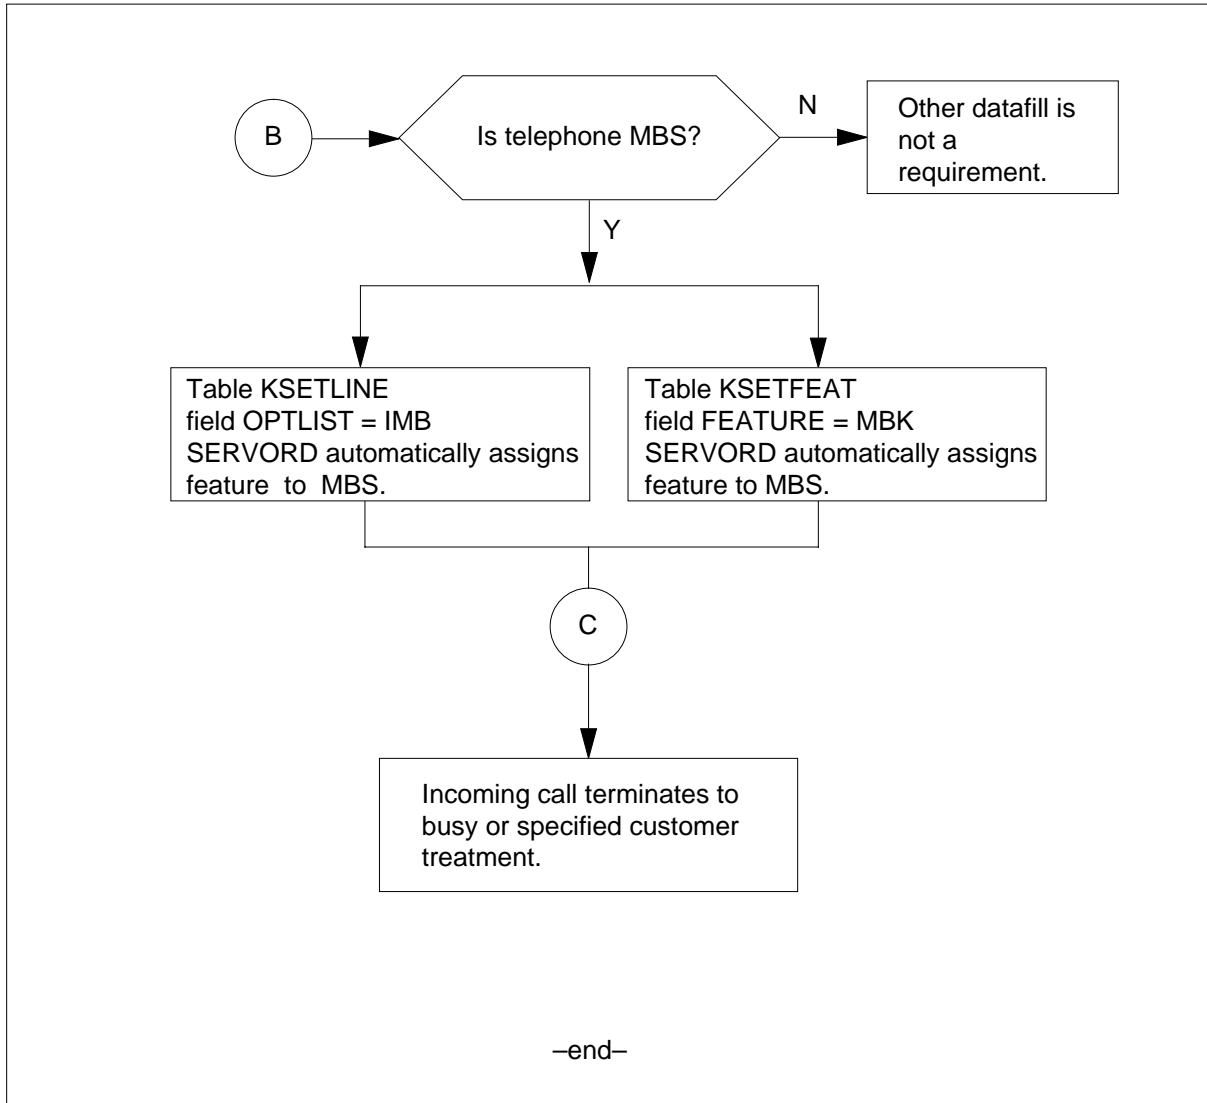 B
Is telephone MBS?
N
Other datafill is
not a
requirement.
Y
Table KSETLINE
field OPTLIST = IMB
SERVORD automatically assigns
feature to MBS.
Table KSETFEAT
field FEATURE = MBK
SERVORD automatically assigns
feature to MBS.
C
Incoming call terminates to
busy or specified customer
treatment.
–end–